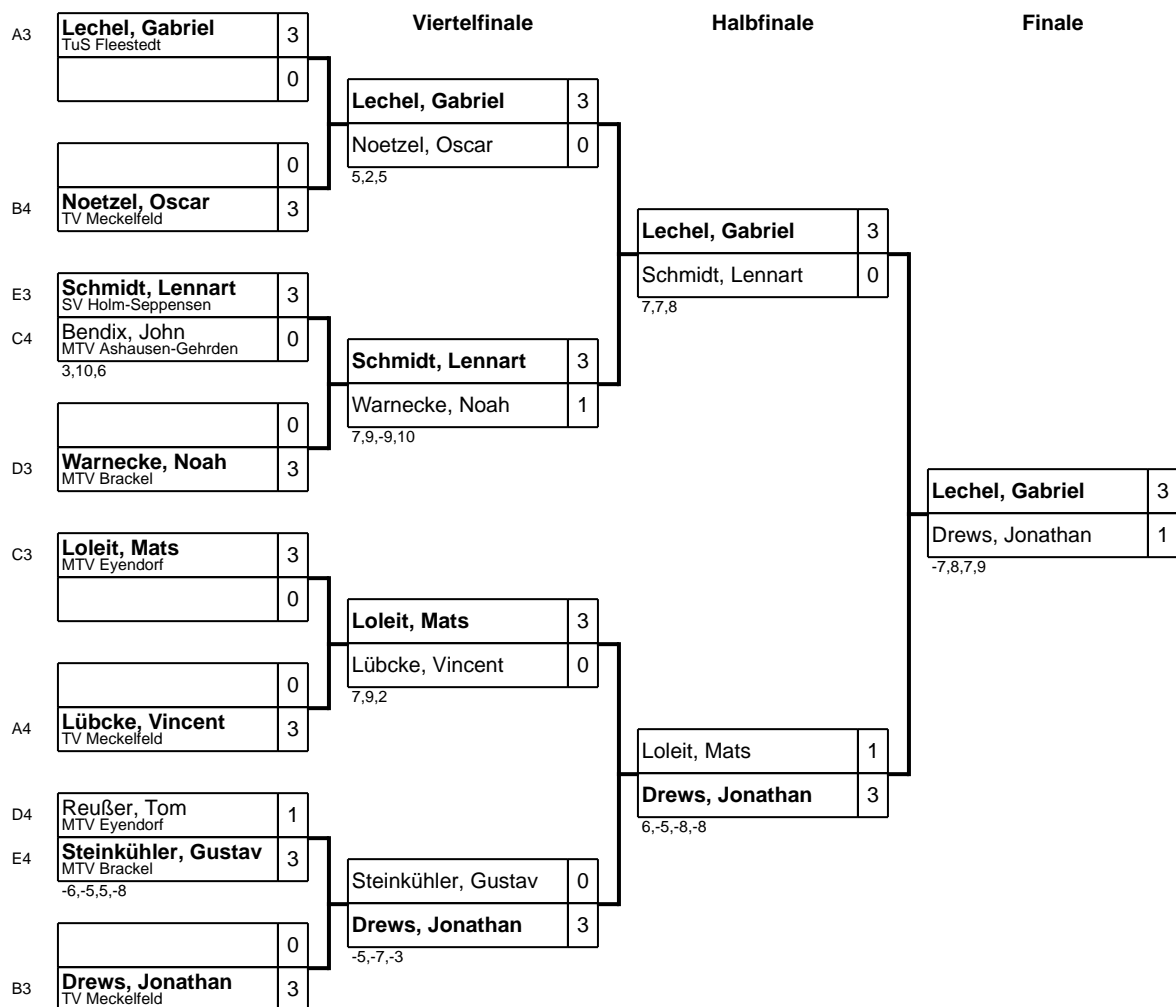 Viertelfinale
Halbfinale
Finale
A3
Lechel, Gabriel 3
TuS Fleestedt
0
0
B4
Noetzel, Oscar 3
TV Meckelfeld
E3
Schmidt, Lennart 3
SV Holm-Seppensen
C4
Bendix, John 0
MTV Ashausen-Gehrden
3,10,6
0
D3
Warnecke, Noah 3
MTV Brackel
C3
Loleit, Mats 3
MTV Eyendorf
0
0
A4
Lübcke, Vincent 3
TV Meckelfeld
D4
Reußer, Tom 1
MTV Eyendorf
E4
Steinkühler, Gustav 3
MTV Brackel
-6,-5,5,-8
0
B3
Drews, Jonathan 3
TV Meckelfeld
Lechel, Gabriel 3
Noetzel, Oscar 0
5,2,5
Schmidt, Lennart 3
Warnecke, Noah 1
7,9,-9,10
Loleit, Mats 3
Lübcke, Vincent 0
7,9,2
Steinkühler, Gustav 0
Drews, Jonathan 3
-5,-7,-3
Lechel, Gabriel 3
Schmidt, Lennart 0
7,7,8
Loleit, Mats 1
Drews, Jonathan 3
6,-5,-8,-8
Lechel, Gabriel 3
Drews, Jonathan 1
-7,8,7,9